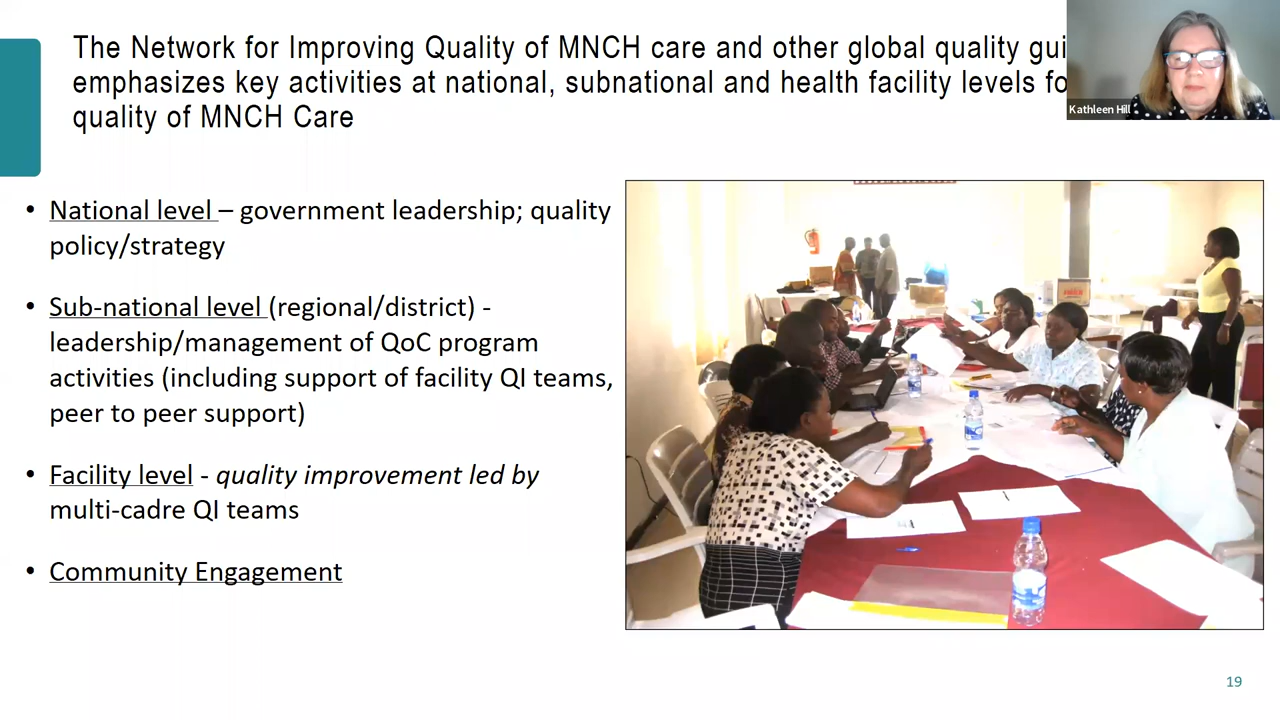 The Network for Improving Quality of MNCH care and other global quality gui
emphasizes key activities at national, subnational and health facility levels fo
quality of MNCH Care
Kathleen Hill
• National level – government leadership; quality
policy/strategy
• Sub-national level (regional/district) -
leadership/management of QoC program
activities (including support of facility QI teams,
peer to peer support)
• Facility level - quality improvement led by
multi-cadre QI teams
• Community Engagement
19